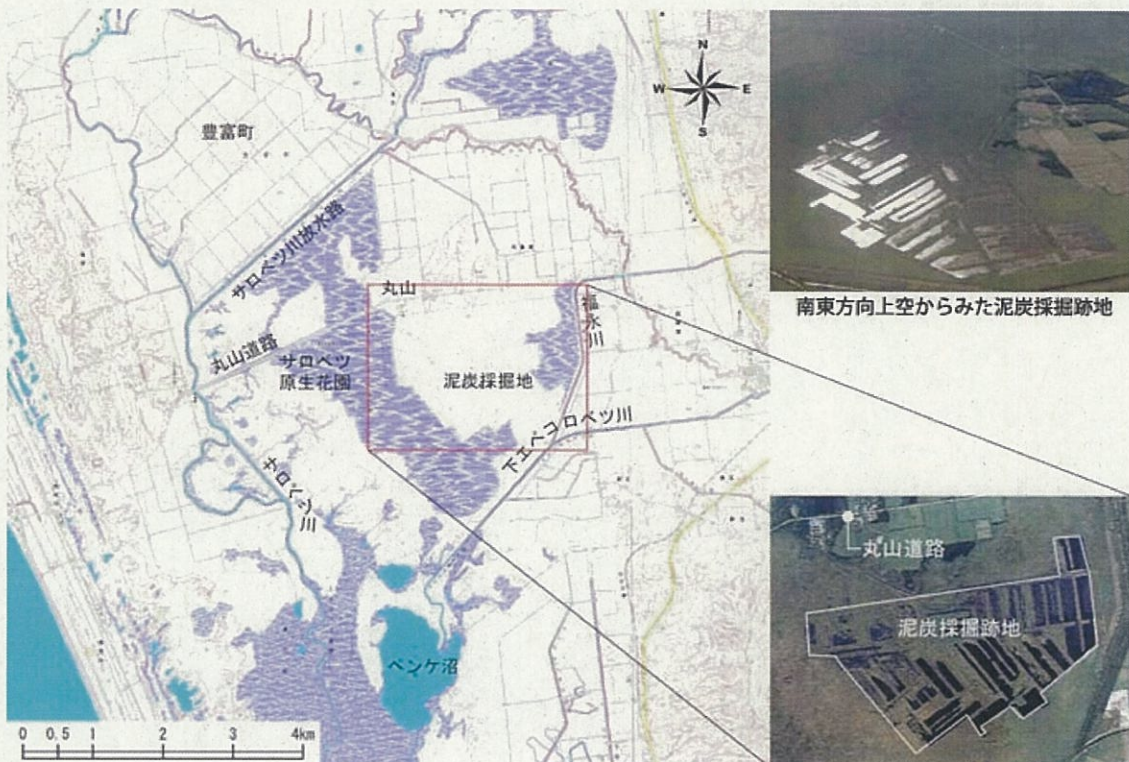 N
W
E
S
豊富町
サロベツ川放水路
丸山
福永川
丸山道路
サロベツ
原生花園
泥炭採掘地
下エベコロベツ川
サロベツ川
ペンケ沼
0 0.5 1 2 3 4km
南東方向上空からみた泥炭採掘跡地
丸山道路
泥炭採掘跡地